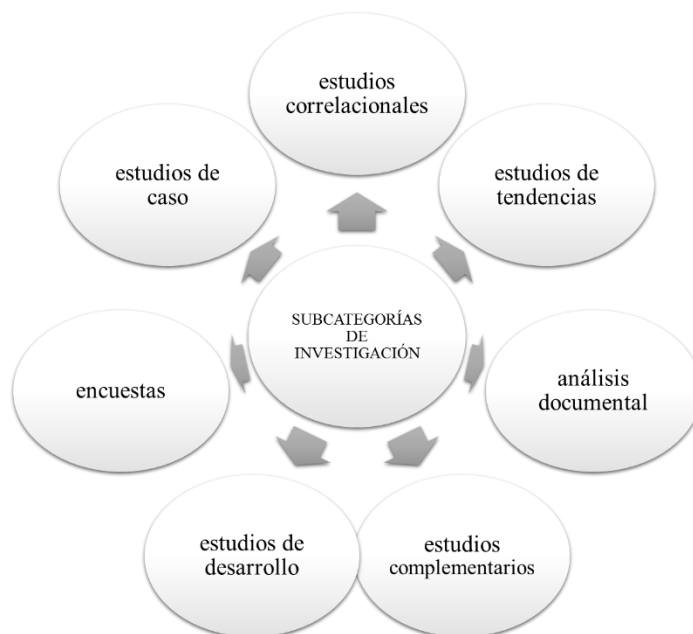 estudios
correlacionales
estudios de
caso
estudios de
tendencias
SUBCATEGORÍAS
DE
INVESTIGACIÓN
encuestas
análisis
documental
estudios de
desarrollo
estudios
complementarios